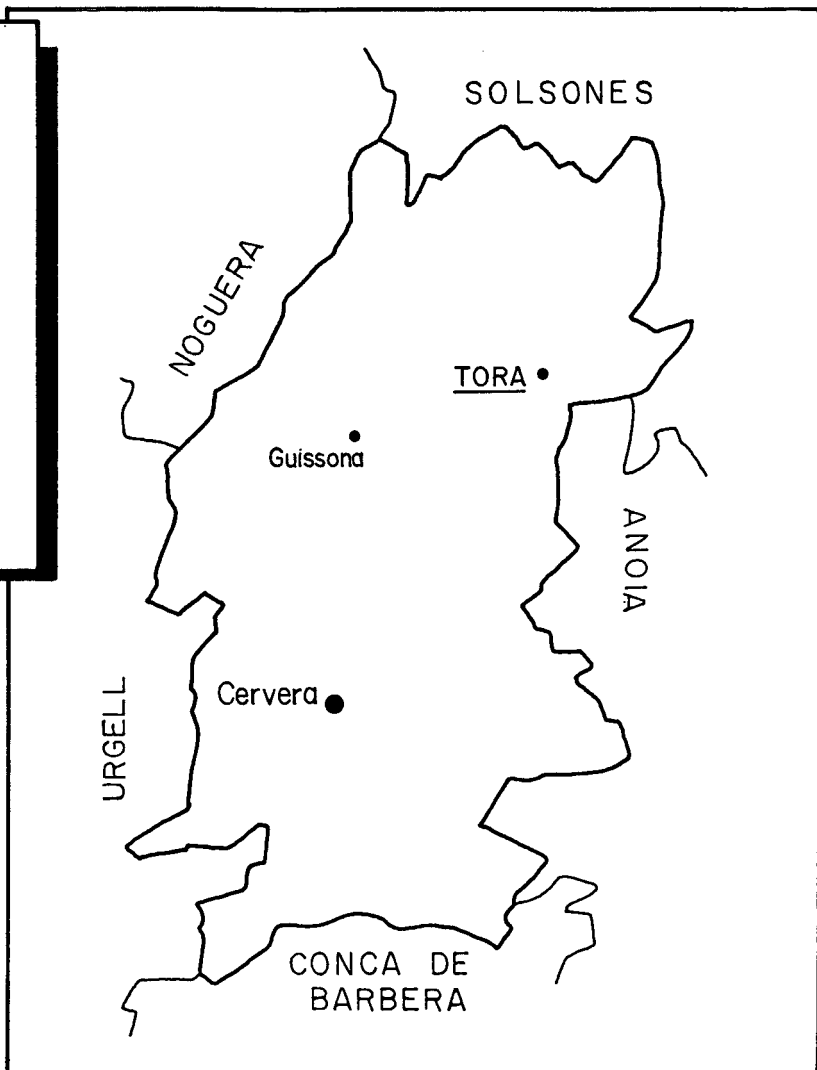 SOLSONES
NOGUERA
TORA
Guissona
ANOIA
Cervera
URGELL
CONCA DE
BARBERA